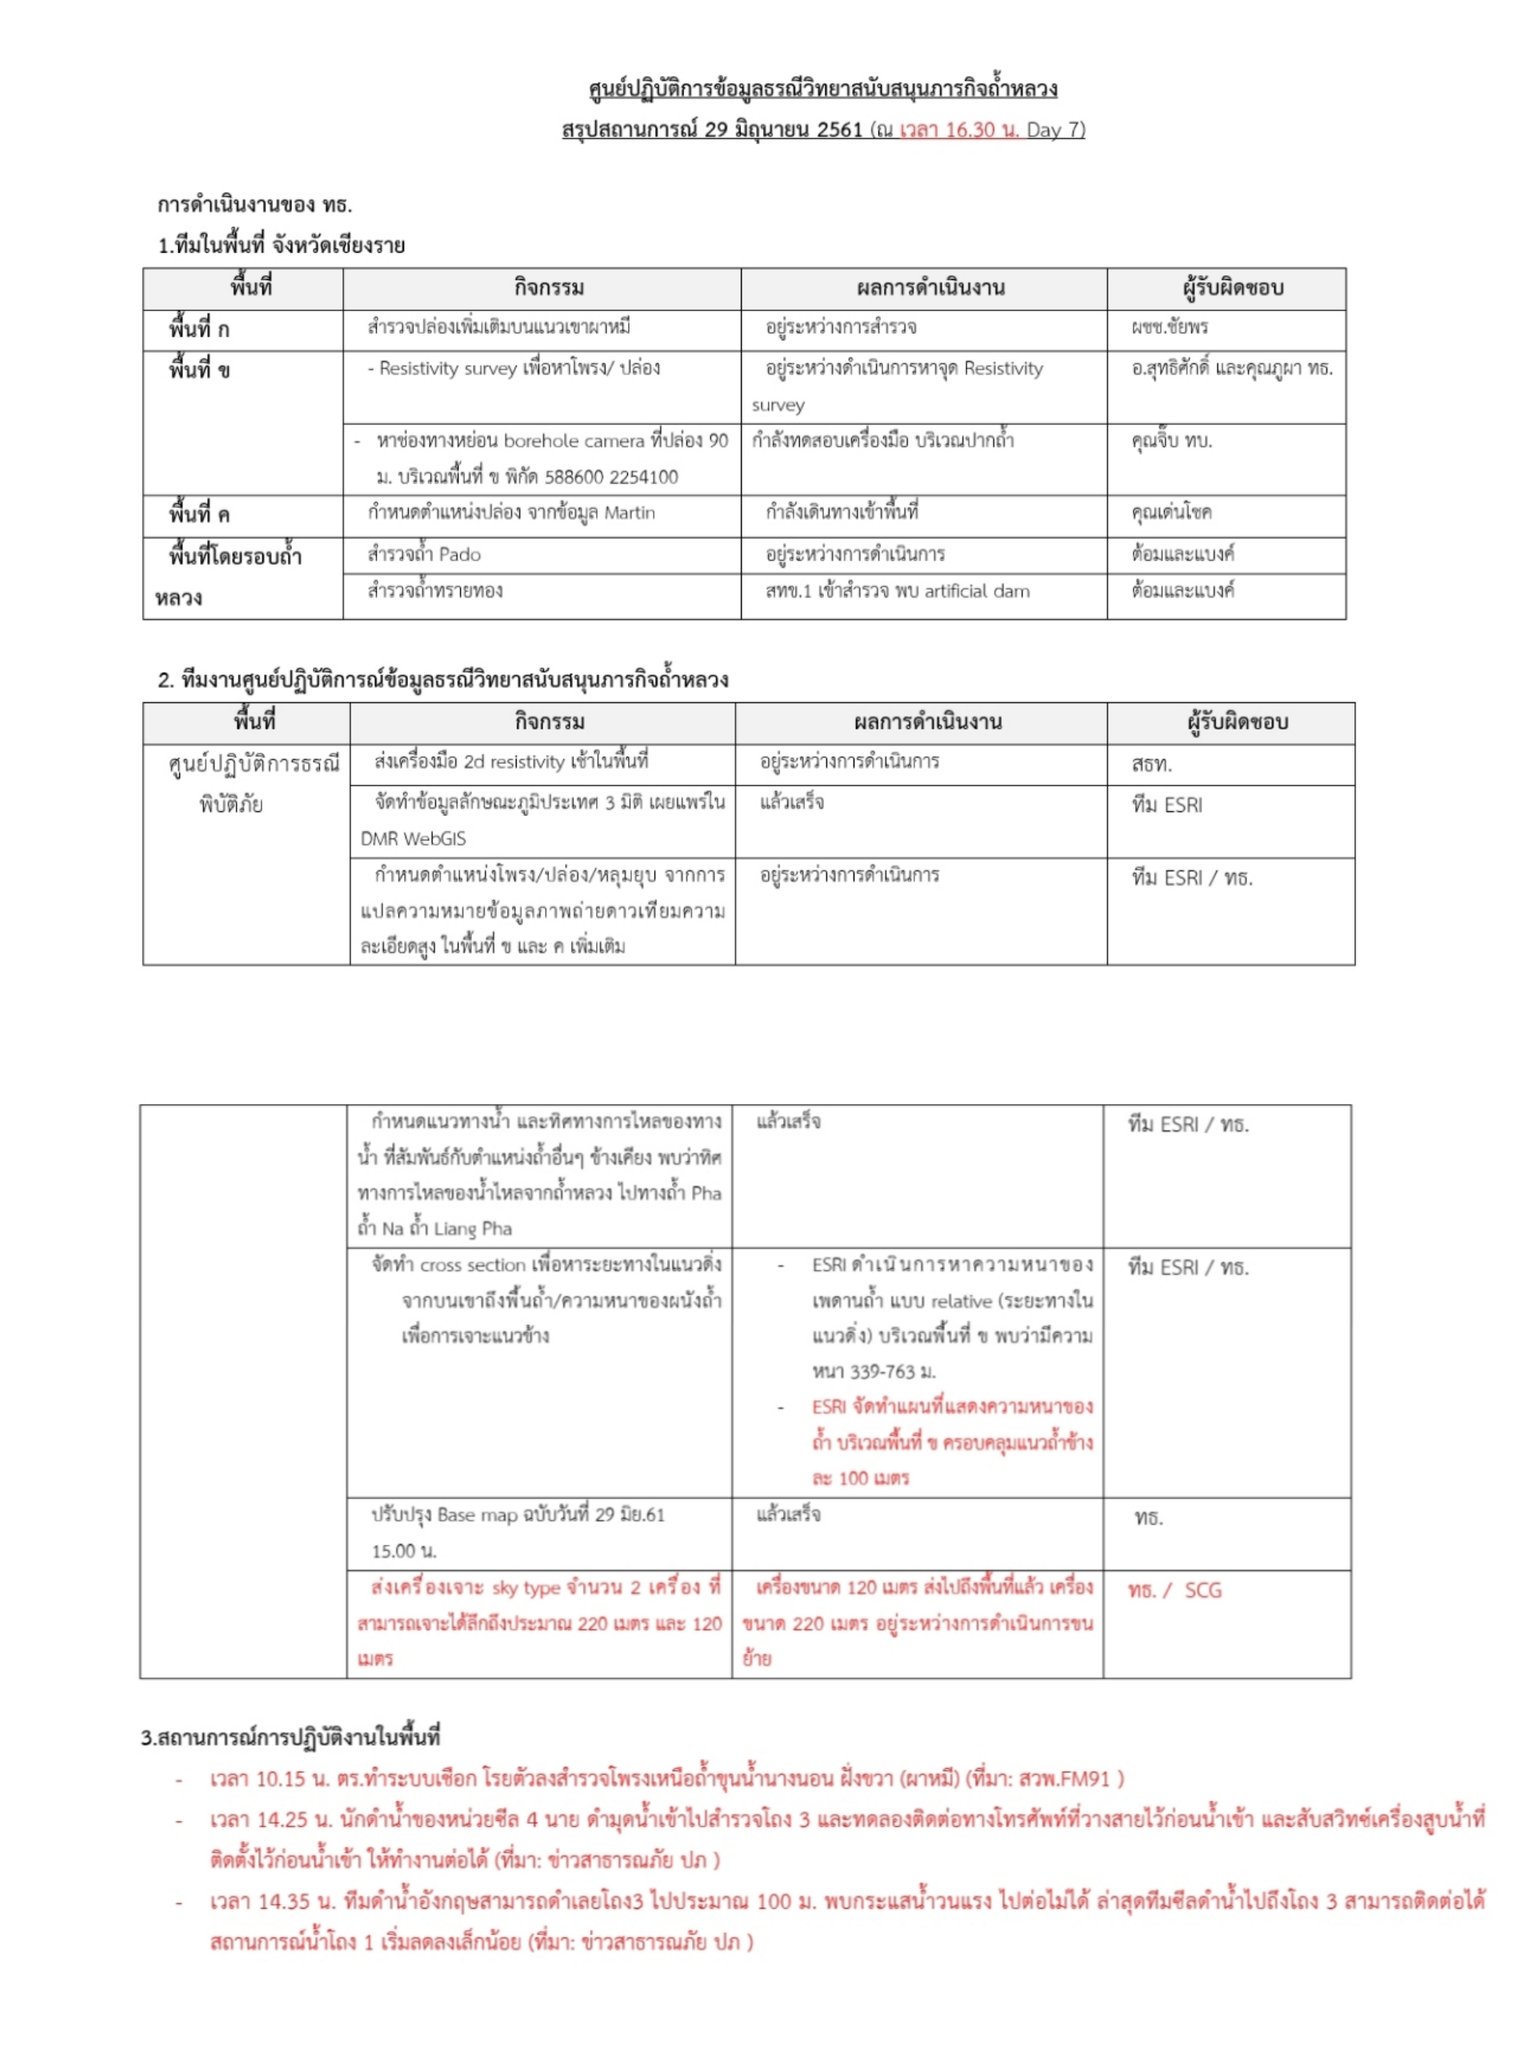 ศูนย์ปฏิบัติการข้อมูลธรณีวิทยาสนับสนุนภารกิจถ้ำหลวง
สรุปสถานการณ์ 29 มิถุนายน 2561 (ณ เวลา 16.30 น. Day 7)
การดำเนินงานของ ทธ.
1.ทีมในพื้นที่ จังหวัดเชียงราย
พื้นที่ กิจกรรม ผลการดำเนินงาน ผู้รับผิดชอบ
พื้นที่ ก สำรวจปล่องเพิ่มเติมบนแนวเขาผาหมี อยู่ระหว่างการสำรวจ ผชช.ชัยพร
พื้นที่ ข - Resistivity survey เพื่อหาโพรง/ ปล่อง อยู่ระหว่างดำเนินการหาจุด Resistivity อ.สุทธิศักดิ์ และคุณภูผา ทธ.
survey
- หาช่องทางหย่อน borehole camera ที่ปล่อง 90 กำลังทดสอบเครื่องมือ บริเวณปากถ้ำ คุณจิ๊บ ทบ.
ม. บริเวณพื้นที่ ข พิกัด 588600 2254100
พื้นที่ ค กำหนดตำแหน่งปล่อง จากข้อมูล Martin กำลังเดินทางเข้าพื้นที่ คุณเด่นโชค
พื้นที่โดยรอบถ้ำ สำรวจถ้ำ Pado อยู่ระหว่างการดำเนินการ ต้อมและแบงค์
หลวง สำรวจถ้ำทรายทอง สทข.1 เข้าสำรวจ พบ artificial dam ต้อมและแบงค์
2. ทีมงานศูนย์ปฏิบัติการณ์ข้อมูลธรณีวิทยาสนับสนุนภารกิจถ้ำหลวง
พื้นที่ กิจกรรม ผลการดำเนินงาน ผู้รับผิดชอบ
ศูนย์ปฏิบัติการธรณี ส่งเครื่องมือ 2d resistivity เข้าในพื้นที่ อยู่ระหว่างการดำเนินการ สธท.
พิบัติภัย จัดทำข้อมูลลักษณะภูมิประเทศ 3 มิติ เผยแพร่ใน แล้วเสร็จ ทีม ESRI
DMR WebGIS
กำหนดตำแหน่งโพรง/ปล่อง/หลุมยุบ จากการ อยู่ระหว่างการดำเนินการ ทีม ESRI / ทธ.
แปลความหมายข้อมูลภาพถ่ายดาวเทียมความ
ละเอียดสูง ในพื้นที่ ข และ ค เพิ่มเติม
กำหนดแนวทางน้ำ และทิศทางการไหลของทาง แล้วเสร็จ ทีม ESRI / ทธ.
น้ำ ที่สัมพันธ์กับตำแหน่งถ้ำอื่นๆ ข้างเคียง พบว่าทิศ
ทางการไหลของน้ำไหลจากถ้ำหลวง ไปทางถ้ำ Pha
ถ้ำ Na ถ้ำ Liang Pha
จัดทำ cross section เพื่อหาระยะทางในแนวดิ่ง - ESRI ดำเนินการหาความหนาของ ทีม ESRI / ทธ.
จากบนเขาถึงพื้นถ้ำ/ความหนาของผนังถ้ำ เพดานถ้ำ แบบ relative (ระยะทางใน
เพื่อการเจาะแนวข้าง แนวดิ่ง) บริเวณพื้นที่ ข พบว่ามีความ
หนา 339-763 ม.
- ESRI จัดทำแผนที่แสดงความหนาของ
ถ้ำ บริเวณพื้นที่ ข ครอบคลุมแนวถ้ำข้าง
ละ 100 เมตร
ปรับปรุง Base map ฉบับวันที่ 29 มิย.61 แล้วเสร็จ ทธ.
15.00 น.
ส่งเครื่องเจาะ sky type จำนวน 2 เครื่อง ที่ เครื่องขนาด 120 เมตร ส่งไปถึงพื้นที่แล้ว เครื่อง ทธ. / SCG
สามารถเจาะได้ลึกถึงประมาณ 220 เมตร และ 120 ขนาด 220 เมตร อยู่ระหว่างการดำเนินการขน
เมตร ย้าย
3.สถานการณ์การปฏิบัติงานในพื้นที่
- เวลา 10.15 น. ตร.ทำระบบเชือก โรยตัวลงสำรวจโพรงเหนือถ้ำขุนน้ำนางนอน ฝั่งขวา (ผาหมี) (ที่มา: สวพ.FM91 )
- เวลา 14.25 น. นักดำน้ำของหน่วยซีล 4 นาย ดำมุดน้ำเข้าไปสำรวจโถง 3 และทดลองติดต่อทางโทรศัพท์ที่วางสายไว้ก่อนน้ำเข้า และสับสวิทซ์เครื่องสูบน้ำที่
ติดตั้งไว้ก่อนน้ำเข้า ให้ทำงานต่อได้ (ที่มา: ข่าวสาธารณภัย ปภ )
- เวลา 14.35 น. ทีมดำน้ำอังกฤษสามารถดำเลยโถง3 ไปประมาณ 100 ม. พบกระแสน้ำวนแรง ไปต่อไม่ได้ ล่าสุดทีมซีลดำน้ำไปถึงโถง 3 สามารถติดต่อได้
สถานการณ์น้ำโถง 1 เริ่มลดลงเล็กน้อย (ที่มา: ข่าวสาธารณภัย ปภ )